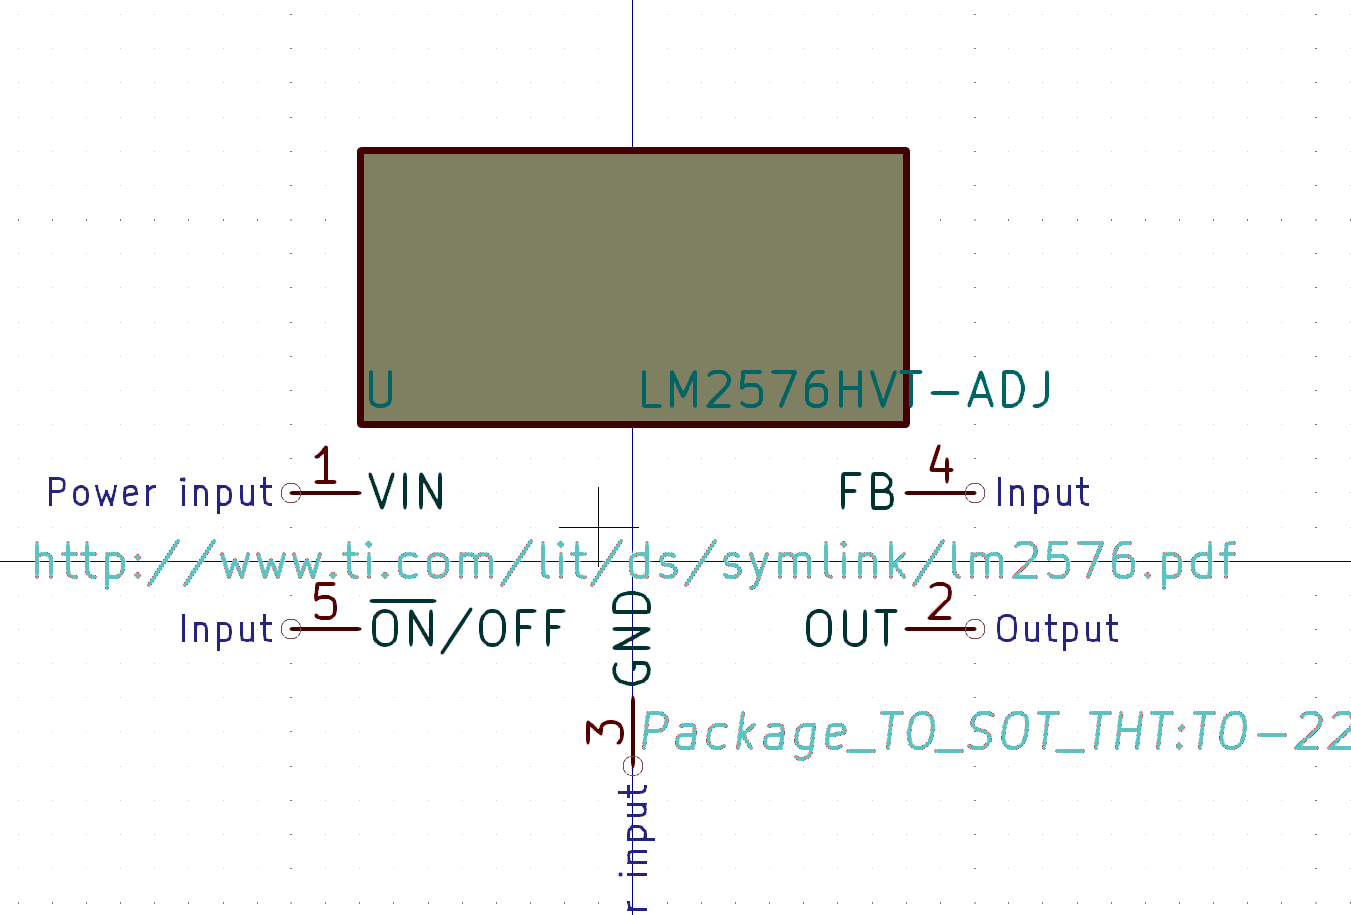 U LM2576HVT-ADJ
Power input 1 VIN FB 4 Input
http://www.ti.com/lit/ds/symlink/lm2576.pdf
Input 5 ON/OFF OUT 2 Output
GND
3 Package_TO_SOT_THT:TO-22
r input